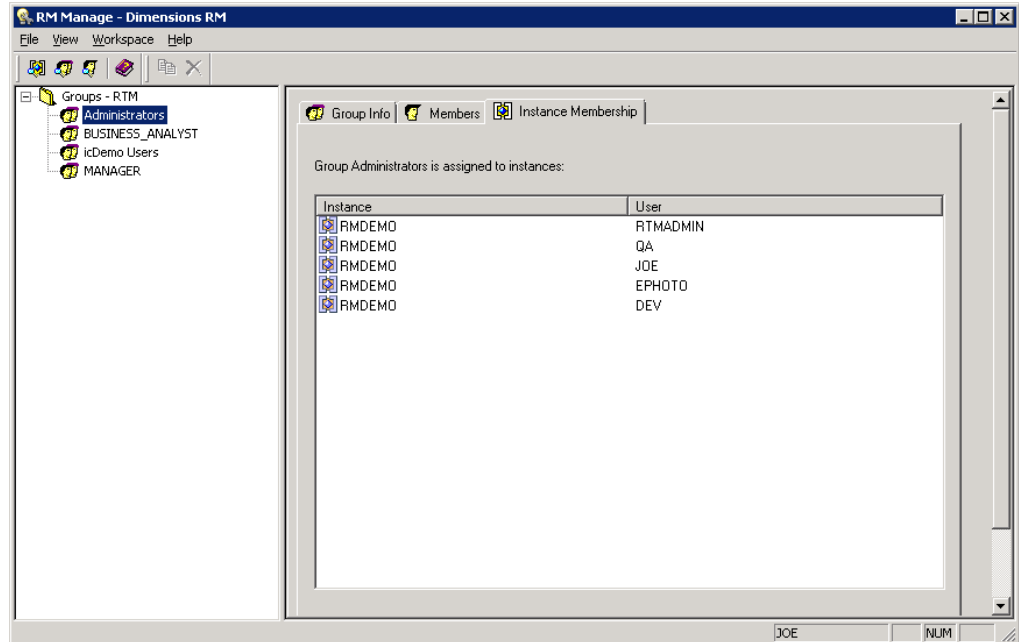 RM Manage - Dimensions RM
File View Workspace Help
Groups - RTM
Administrators
BUSINESS_ANALYST
icDemo Users
MANAGER
Group Info Members Instance Membership
Group Administrators is assigned to instances:
Instance User
RMDEMO RTMADMIN
RMDEMO QA
RMDEMO JOE
RMDEMO EPHOTO
RMDEMO DEV
JOE NUM